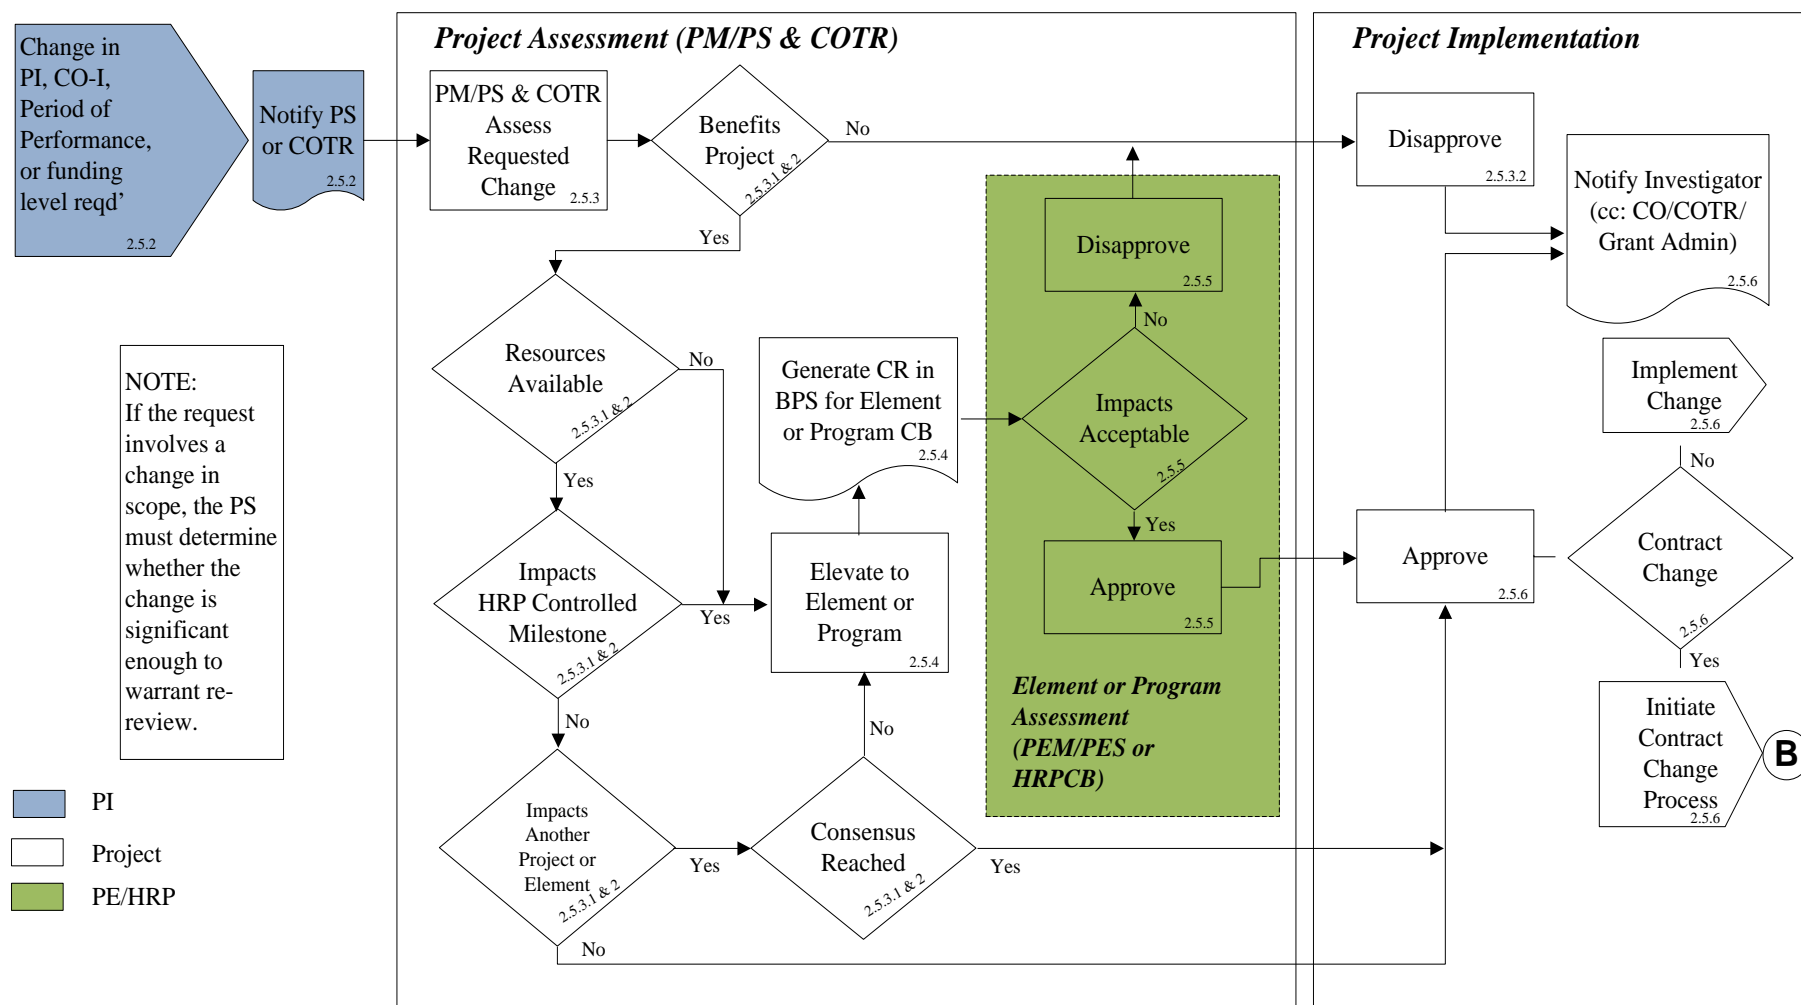 Change in
PI, CO-I,
Period of
Performance,
or funding
level reqd’
2.5.2
Notify PS
or COTR
2.5.2
NOTE:
If the request
involves a
change in
scope, the PS
must determine
whether the
change is
significant
enough to
warrant re-
review.
PI
Project
PE/HRP
Project Assessment (PM/PS & COTR)
PM/PS & COTR
Assess
Requested
Change
2.5.3
Benefits
Project
2.5.3.1 & 2
No
Yes
Resources
Available
2.5.3.1 & 2
No
Yes
Impacts
HRP Controlled
Milestone
2.5.3.1 & 2
Yes
No
Impacts
Another
Project or
Element
2.5.3.1 & 2
Yes
No
Consensus
Reached
2.5.3.1 & 2
No
Yes
Elevate to
Element or
Program
2.5.4
Generate CR in
BPS for Element
or Program CB
2.5.4
Disapprove
2.5.5
No
Impacts
Acceptable
2.5.5
Yes
Approve
2.5.5
Element or Program
Assessment
(PEM/PES or
HRPCB)
Project Implementation
Disapprove
2.5.3.2
Notify Investigator
(cc: CO/COTR/
Grant Admin)
2.5.6
Implement
Change
2.5.6
No
Approve
2.5.6
Contract
Change
2.5.6
Yes
Initiate
Contract
Change
Process
2.5.6
B